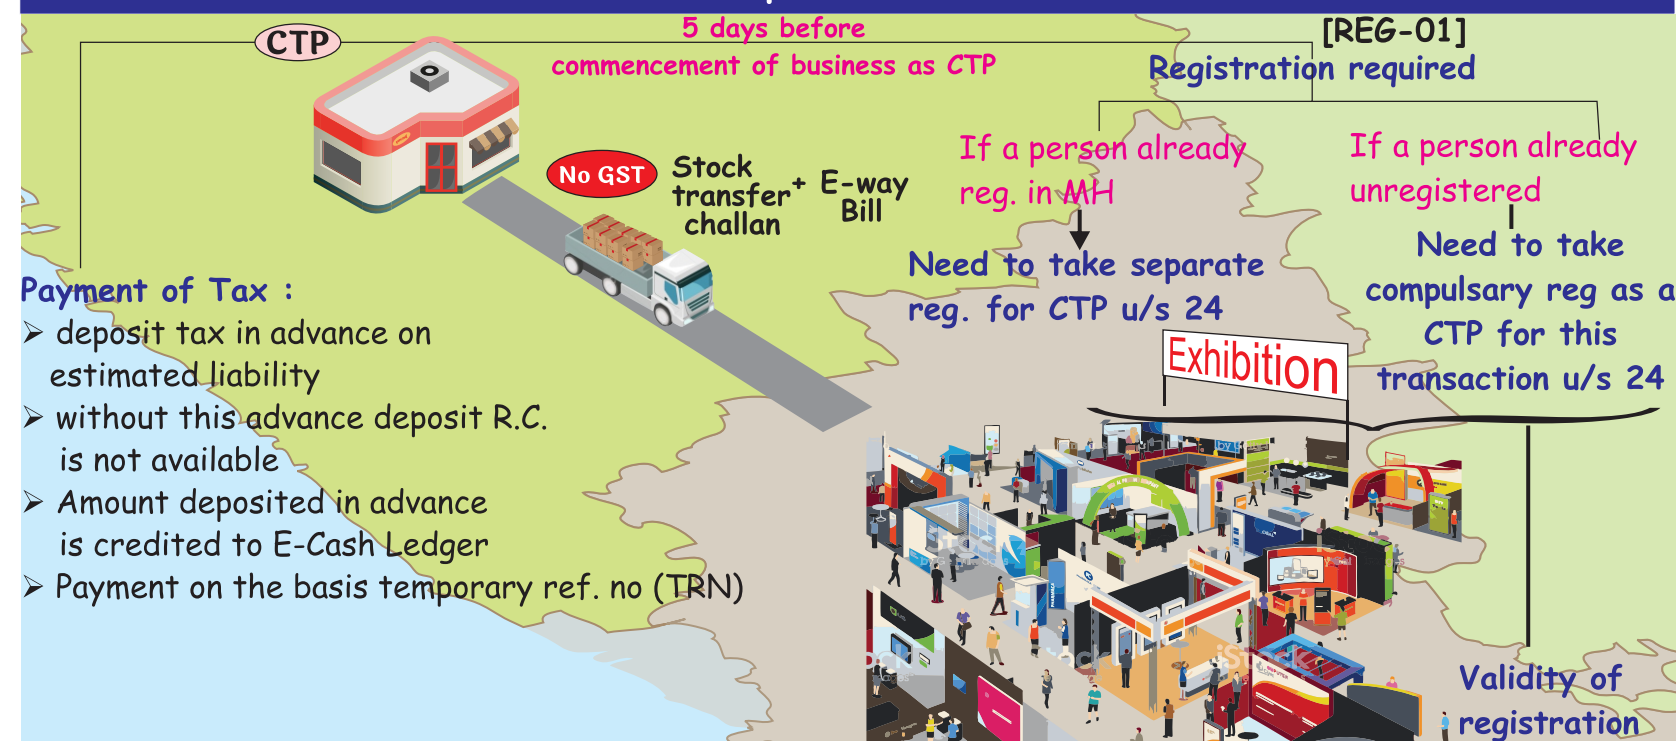 CTP
5 days before
commencement of business as CTP
[REG-01]
Registration required
If a person already
reg. in MH
Need to take separate
reg. for CTP u/s 24
If a person already
unregistered
Need to take
compulsary reg as a
CTP for this
transaction u/s 24
No GST
Stock
transfer + E-way
challan Bill
Payment of Tax :
➢ deposit tax in advance on
estimated liability
➢ without this advance deposit R.C.
is not available
➢ Amount deposited in advance
is credited to E-Cash Ledger
➢ Payment on the basis temporary ref. no (TRN)
Exhibition
iStock
Validity of
registration